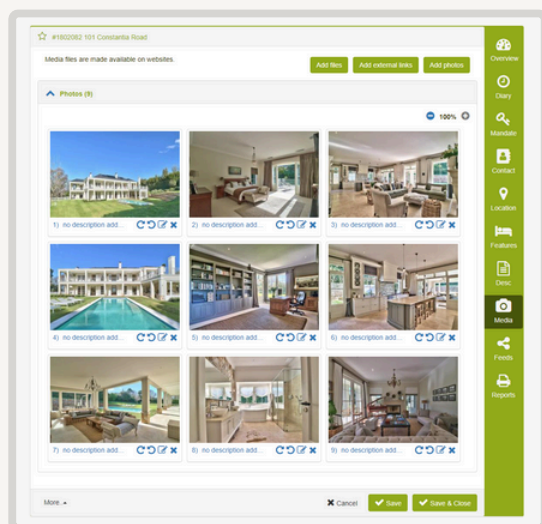 #1802082 101 Constantia Road
Media files are made available on websites.
Add files
Add external links
Add photos
Photos (9)
100%
1) no description add...
2) no description add...
3) no description add...
4) no description add...
5) no description add...
6) no description add...
7) no description add...
8) no description add...
9) no description add...
More..
Cancel
Save
Save & Close
Overview
Diary
Mandate
Contact
Location
Features
Desc
Media
Feeds
Reports